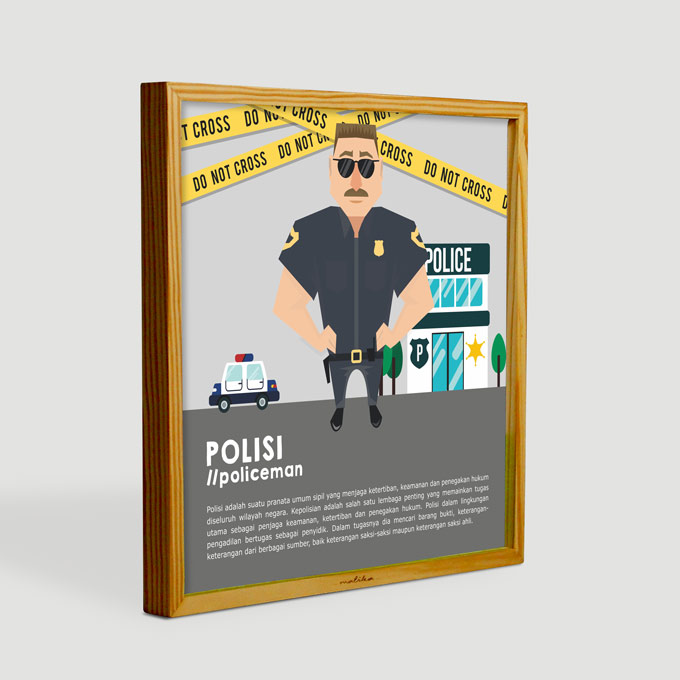 T CROSS DO NOT CROSS DO NOT
DO NOT CROSS DO NOT CROSS DO NOT CROSS D
POLICE
P
POLISI
//policeman
Polisi adalah suatu pranata umum sipil yang menjaga ketertiban, keamanan dan penegakan hukum
diseluruh wilayah negara. Kepolisian adalah salah satu lembaga penting yang memainkan tugas
utama sebagai penjaga keamanan, ketertiban dan penegakan hukum. Polisi dalam lingkungan
pengadilan bertugas sebagai penyidik. Dalam tugasnya dia mencari barang bukti, keterangan-
keterangan dari berbagai sumber, baik keterangan saksi-saksi maupun keterangan saksi ahli.
malika